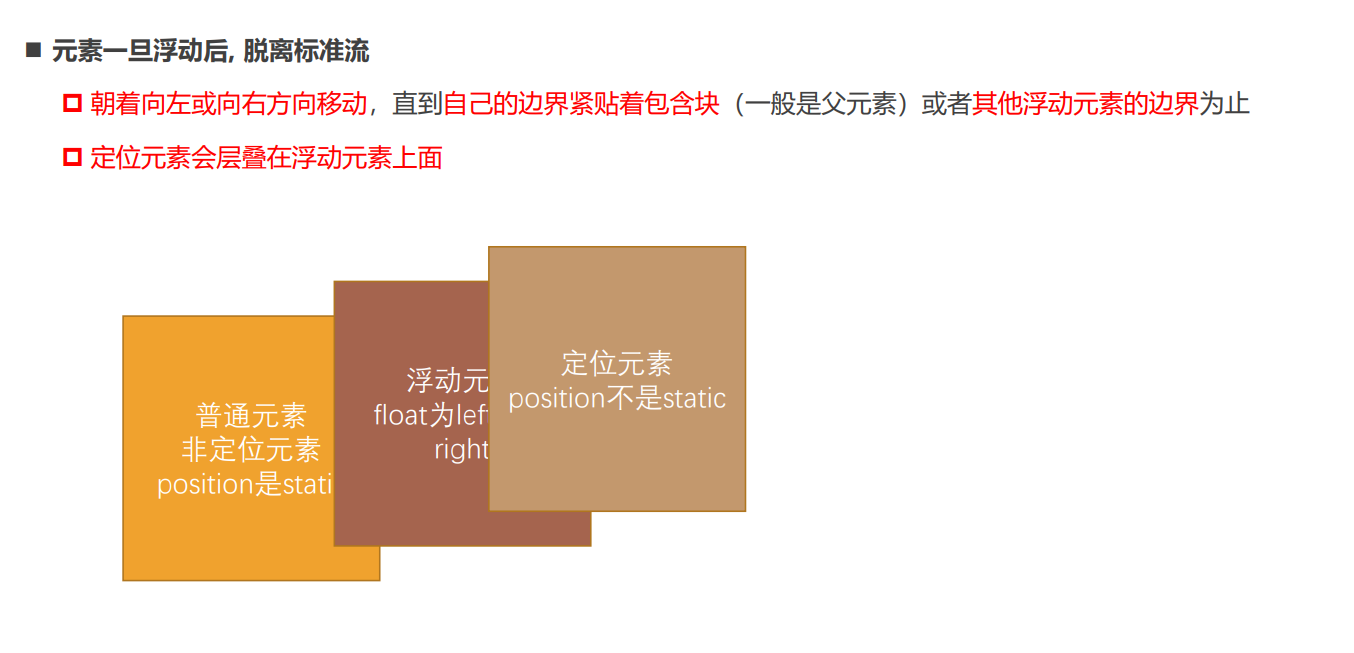 元素一旦浮动后, 脱离标准流
朝着向左或向右方向移动，直到自己的边界紧贴着包含块（一般是父元素）或者其他浮动元素的边界为止
定位元素会层叠在浮动元素上面
普通元素
非定位元素
position是stati
浮动元
float为left
right
定位元素
position不是static